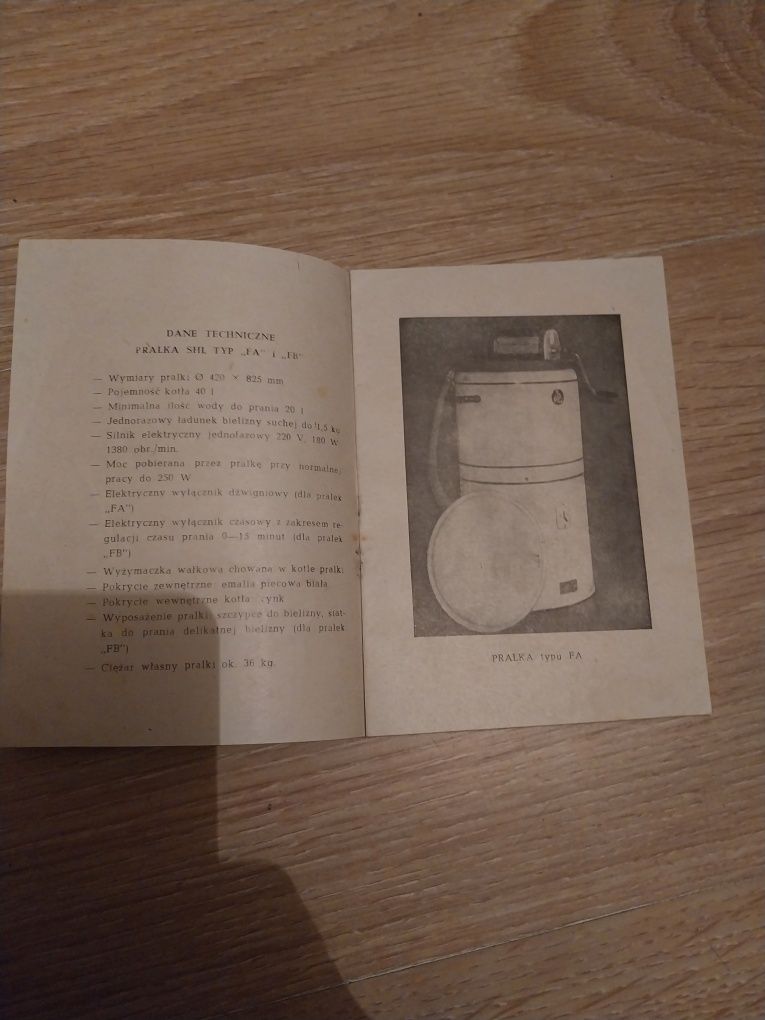 DANE TECHNICZNE
PRALKA SHL TYP „FA" i „FB"
— Wymiary pralki Ø 420 × 825 mm
— Pojemność kotła 40 l
— Minimalna ilość wody do prania 20 l
— Jednorazowy ładunek bielizny suchej do 1,5 kg
— Silnik elektryczny jednofazowy 220 V, 180 W
1380 obr./min.
— Moc pobierana przez pralkę przy normalnej
pracy do 250 W
— Elektryczny wyłącznik dźwigniowy (dla pralek
„FA")
— Elektryczny wyłącznik czasowy z zakresem re-
gulacji czasu prania 0—15 minut (dla pralek
„FB")
— Wyżymaczka wałkowa chowana w kotle pralki
— Pokrycie zewnętrzne: emalia piecowa biała
— Pokrycie wewnętrzne kotła: cynk
— Wyposażenie pralki: szczypce do bielizny, siat-
ka do prania delikatnej bielizny (dla pralek
„FB")
— Ciężar własny pralki ok. 36 kg.
PRALKA typu FA